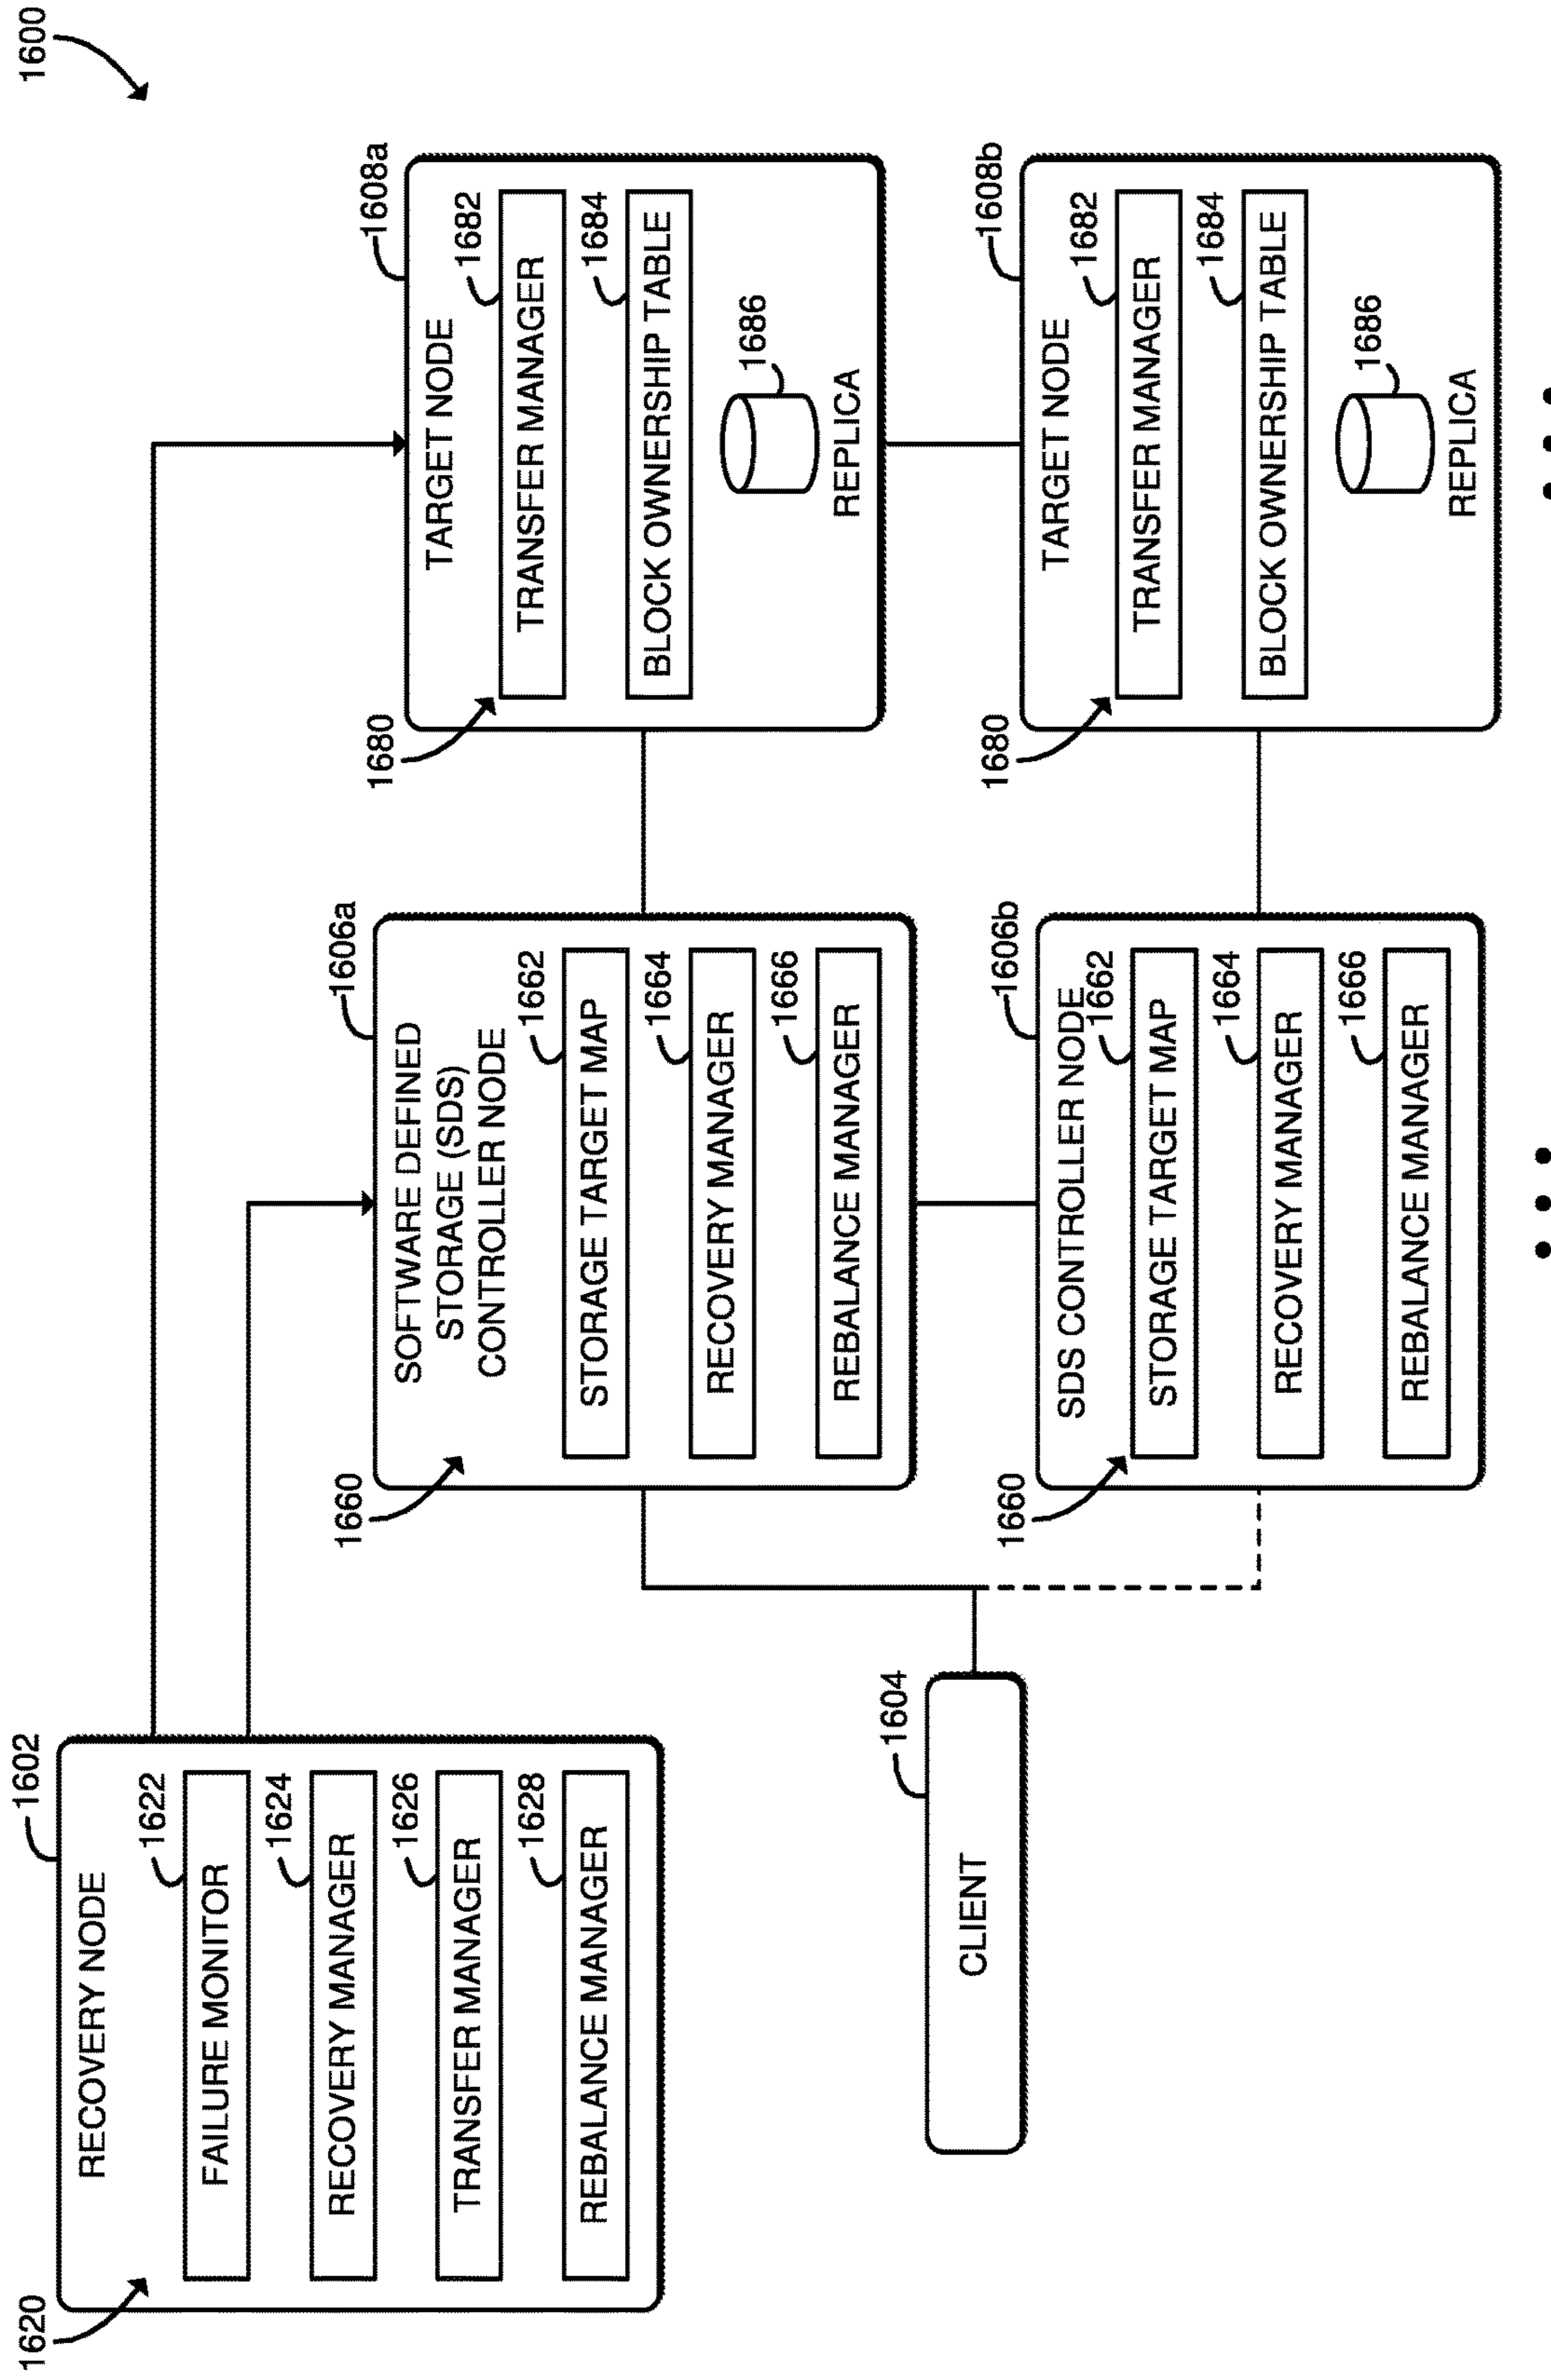 1600
1620
1602
RECOVERY NODE
1622
FAILURE MONITOR
1624
RECOVERY MANAGER
1626
TRANSFER MANAGER
1628
REBALANCE MANAGER
1604
CLIENT
1660
1606a
SOFTWARE DEFINED
STORAGE (SDS)
CONTROLLER NODE
1662
STORAGE TARGET MAP
1664
RECOVERY MANAGER
1666
REBALANCE MANAGER
1660
1606b
SDS CONTROLLER NODE
1662
STORAGE TARGET MAP
1664
RECOVERY MANAGER
1666
REBALANCE MANAGER
1680
1608a
TARGET NODE
1682
TRANSFER MANAGER
1684
BLOCK OWNERSHIP TABLE
1686
REPLICA
1680
1608b
TARGET NODE
1682
TRANSFER MANAGER
1684
BLOCK OWNERSHIP TABLE
1686
REPLICA